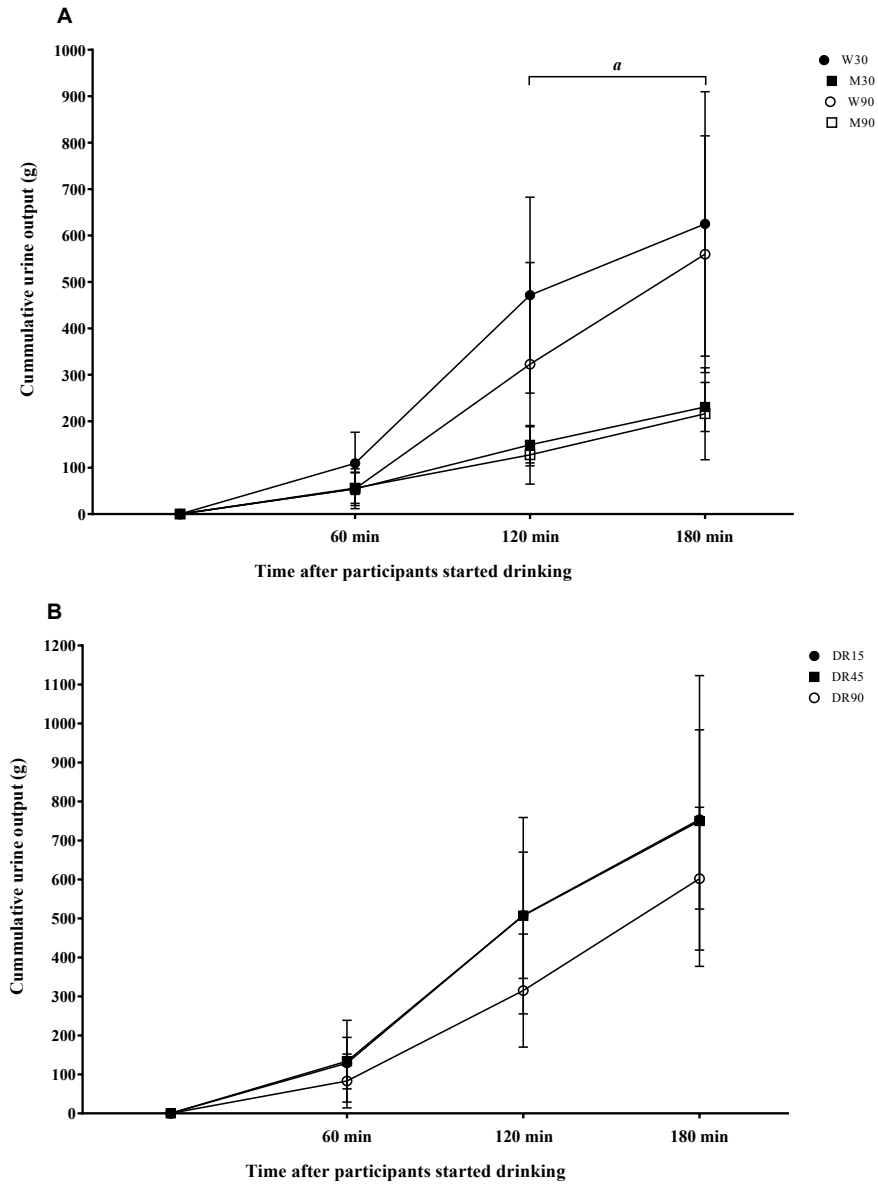 A
a
W30
M30
W90
M90
Cummulative urine output (g)
1000
900
800
700
600
500
400
300
200
100
0
60 min
120 min
180 min
Time after participants started drinking
B
DR15
DR45
DR90
Cummulative urine output (g)
1200
1100
1000
900
800
700
600
500
400
300
200
100
0
60 min
120 min
180 min
Time after participants started drinking